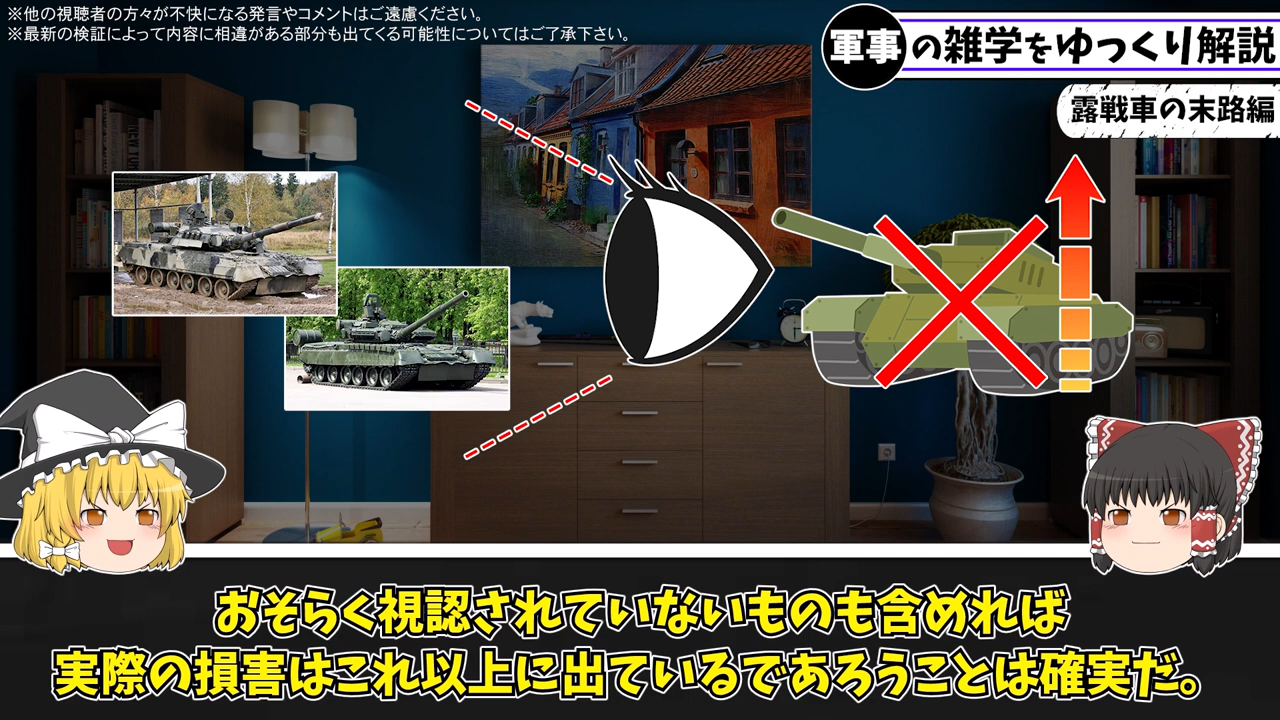 ※他の視聴者の方々が不快になる発言やコメントはご遠慮ください。
※最新の検証によって内容に相違がある部分も出てくる可能性についてはご了承下さい。
軍事の雑学をゆっくり解説
露戦車の末路編
おそらく視認されていないものも含めれば
実際の損害はこれ以上に出ているであろうことは確実だ。